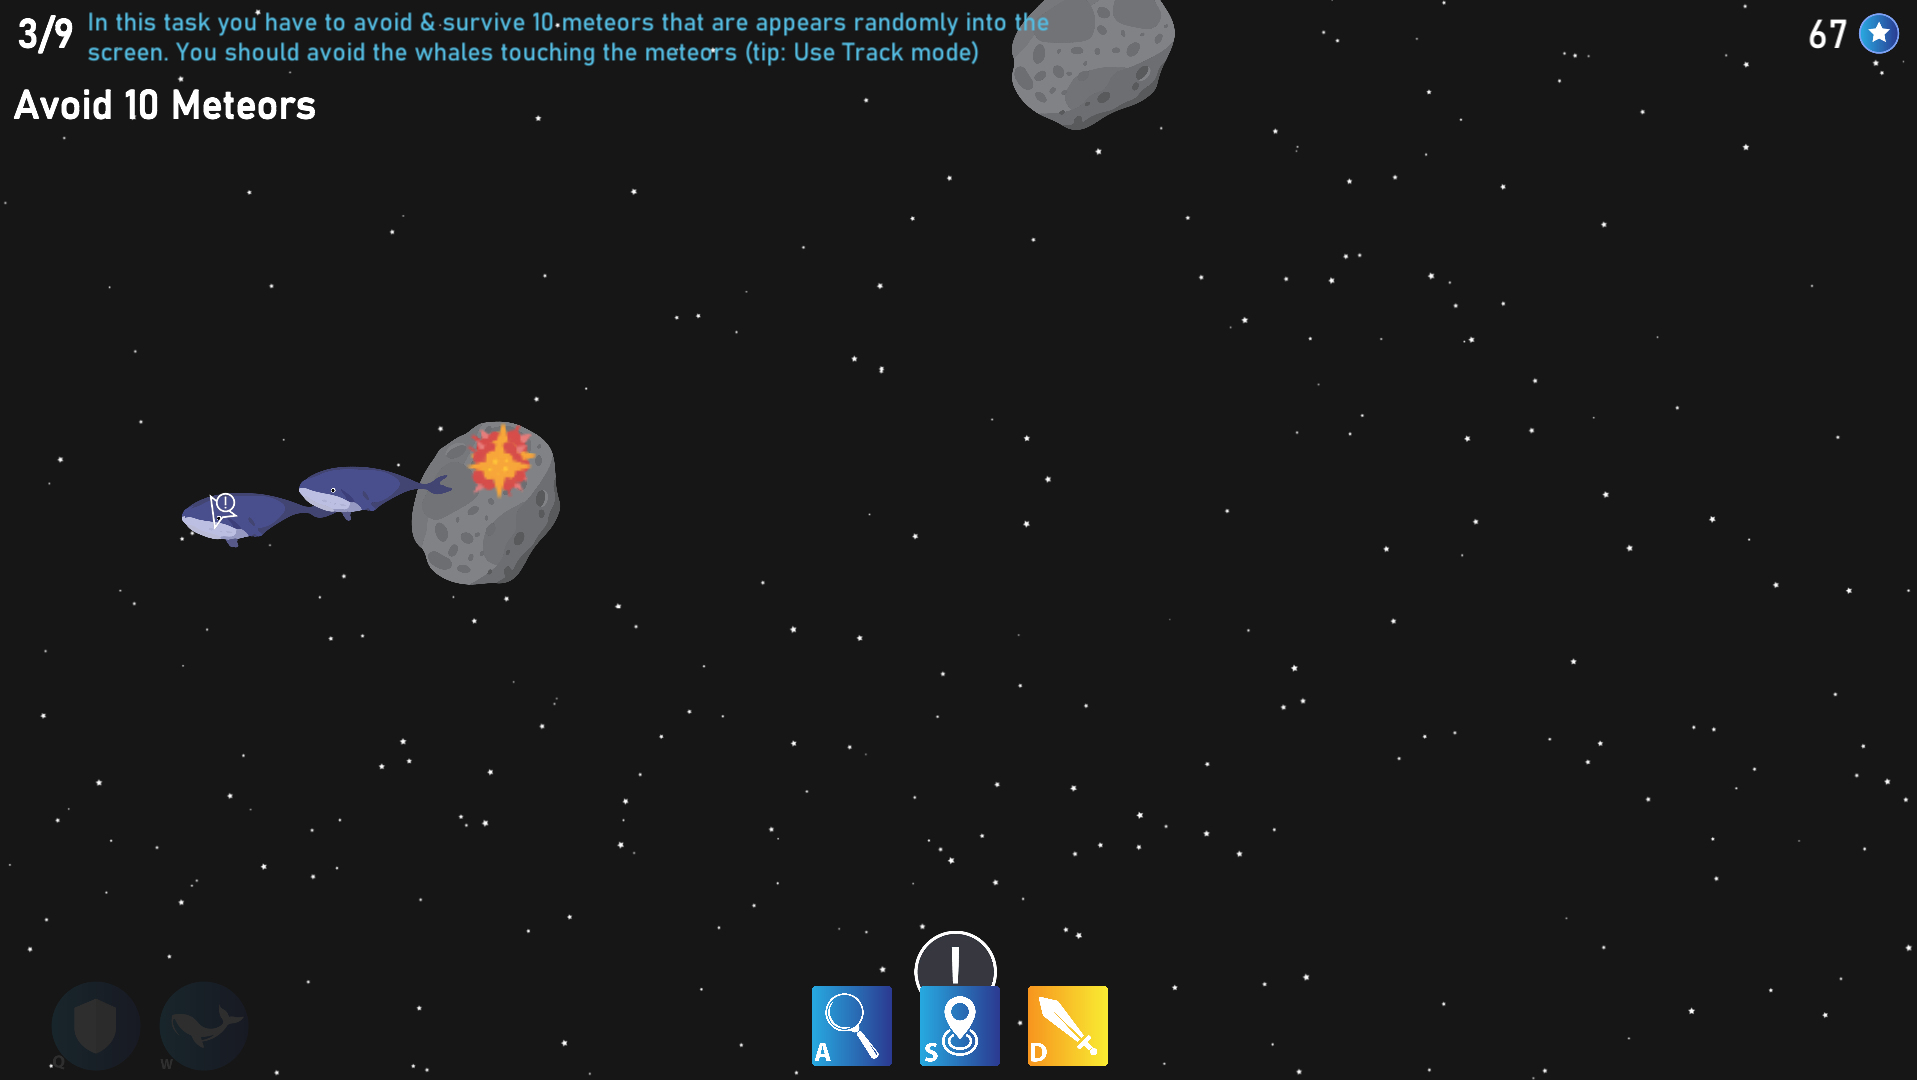 3/9
In this task you have to avoid & survive 10 meteors that are appears randomly into the
screen. You should avoid the whales touching the meteors (tip: Use Track mode)
67
Avoid 10 Meteors
!
!
Q
W
A
S
D